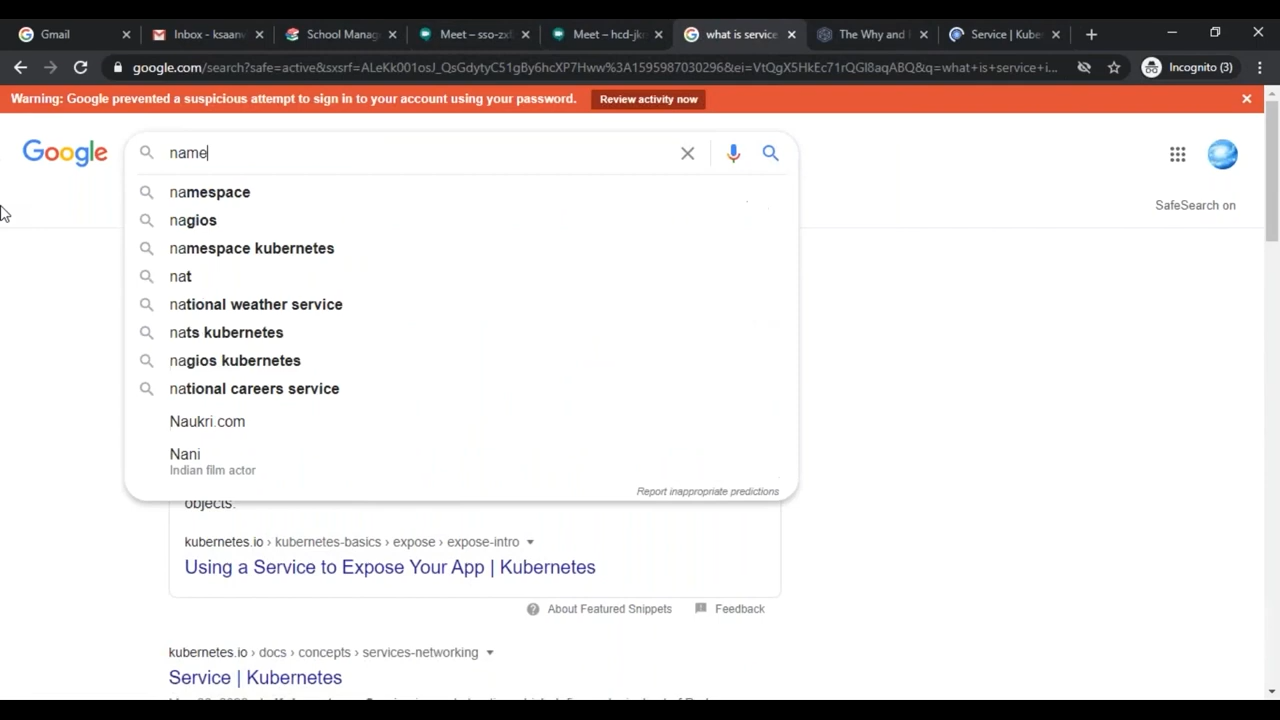 Gmail
Inbox - ksaanv
School Manag
Meet – sso-zxf
Meet – hcd-jkr
what is service
The Why and
Service | Kube
google.com/search?safe=active&sxsrf=ALeKk001osJ_QsGdytyC51gBy6hcXP7Hww%3A1595987030296&ei=VtQgX5HkEc71rQGl8aqABQ&q=what+is+service+i...
Incognito (3)
Warning: Google prevented a suspicious attempt to sign in to your account using your password.
Review activity now
Google
name
SafeSearch on
namespace
nagios
namespace kubernetes
nat
national weather service
nats kubernetes
nagios kubernetes
national careers service
Naukri.com
Nani
Indian film actor
Report inappropriate predictions
objects.
kubernetes.io › kubernetes-basics › expose › expose-intro
Using a Service to Expose Your App | Kubernetes
About Featured Snippets
Feedback
kubernetes.io › docs › concepts › services-networking
Service | Kubernetes